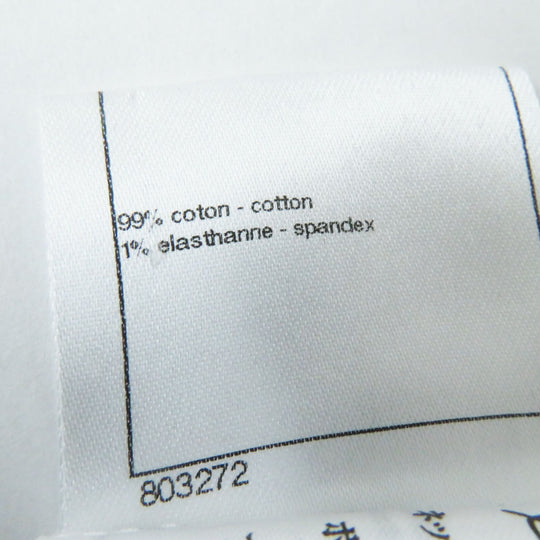 99% coton - cotton
1% elasthanne - spandex
803272